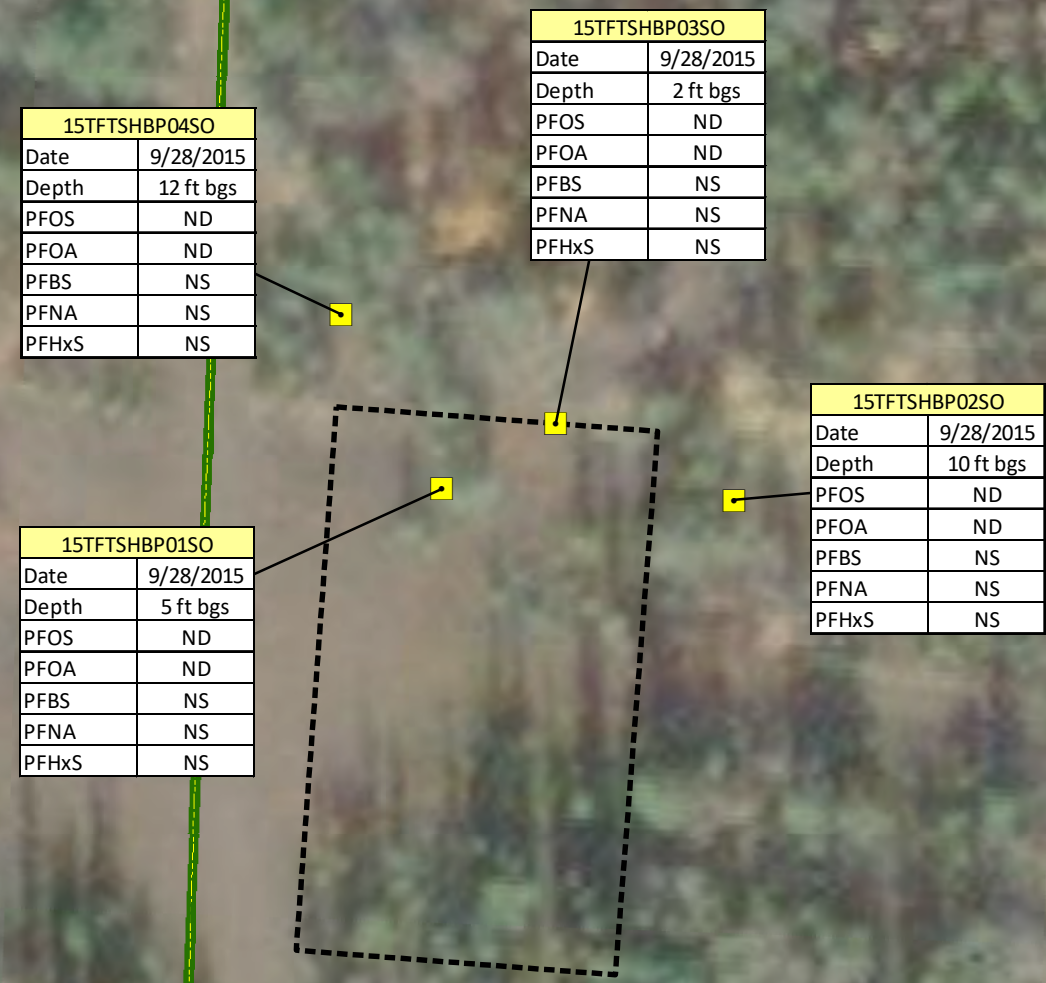 15TFTSHBP03SO
Date 9/28/2015
Depth 2 ft bgs
PFOS ND
PFOA ND
PFBS NS
PFNA NS
PFHxS NS
15TFTSHBP04SO
Date 9/28/2015
Depth 12 ft bgs
PFOS ND
PFOA ND
PFBS NS
PFNA NS
PFHxS NS
15TFTSHBP02SO
Date 9/28/2015
Depth 10 ft bgs
PFOS ND
PFOA ND
PFBS NS
PFNA NS
PFHxS NS
15TFTSHBP01SO
Date 9/28/2015
Depth 5 ft bgs
PFOS ND
PFOA ND
PFBS NS
PFNA NS
PFHxS NS